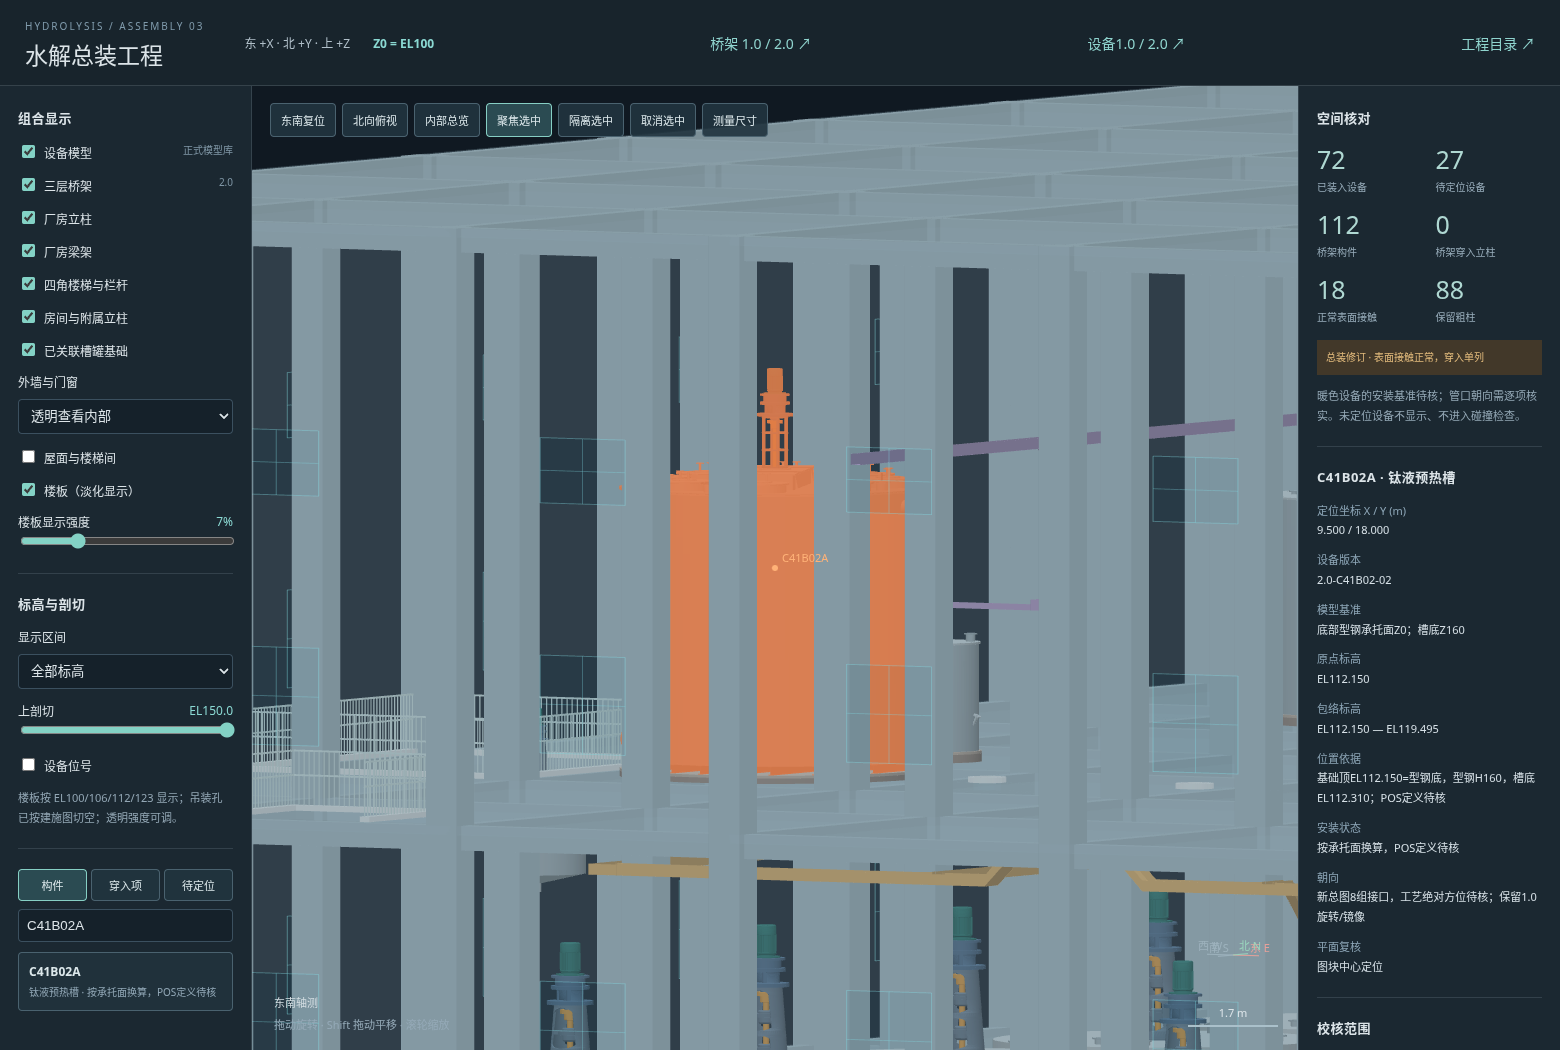 HYDROLYSIS / ASSEMBLY 03
水解总装工程
东 +X · 北 +Y · 上 +Z
Z0 = EL100
桥架 1.0 / 2.0 ↗
设备1.0 / 2.0 ↗
工程目录 ↗
组合显示
设备模型
正式模型库
三层桥架
2.0
厂房立柱
厂房梁架
四角楼梯与栏杆
房间与附属立柱
已关联槽罐基础
外墙与门窗
透明查看内部
屋面与楼梯间
楼板（淡化显示）
楼板显示强度
7%
标高与剖切
显示区间
全部标高
上剖切
EL150.0
设备位号
楼板按 EL100/106/112/123 显示；吊装孔
已按建施图切空；透明强度可调。
构件
穿入项
待定位
C41B02A
C41B02A
钛液预热槽 · 按承托面换算，POS定义待核
东南复位
北向俯视
内部总览
聚焦选中
隔离选中
取消选中
测量尺寸
C41B02A
东南轴测
拖动旋转 · Shift 拖动平移 · 滚轮缩放
1.7 m
空间核对
72
已装入设备
27
待定位设备
112
桥架构件
0
桥架穿入立柱
18
正常表面接触
88
保留粗柱
总装修订 · 表面接触正常，穿入单列
暖色设备的安装基准待核；管口朝向需逐项核
实。未定位设备不显示、不进入碰撞检查。
C41B02A · 钛液预热槽
定位坐标 X / Y (m)
9.500 / 18.000
设备版本
2.0-C41B02-02
模型基准
底部型钢承托面Z0；槽底Z160
原点标高
EL112.150
包络标高
EL112.150 — EL119.495
位置依据
基础顶EL112.150=型钢底，型钢H160，槽底
EL112.310；POS定义待核
安装状态
按承托面换算，POS定义待核
朝向
新总图8组接口，工艺绝对方位待核；保留1.0
旋转/镜像
平面复核
图块中心定位
校核范围